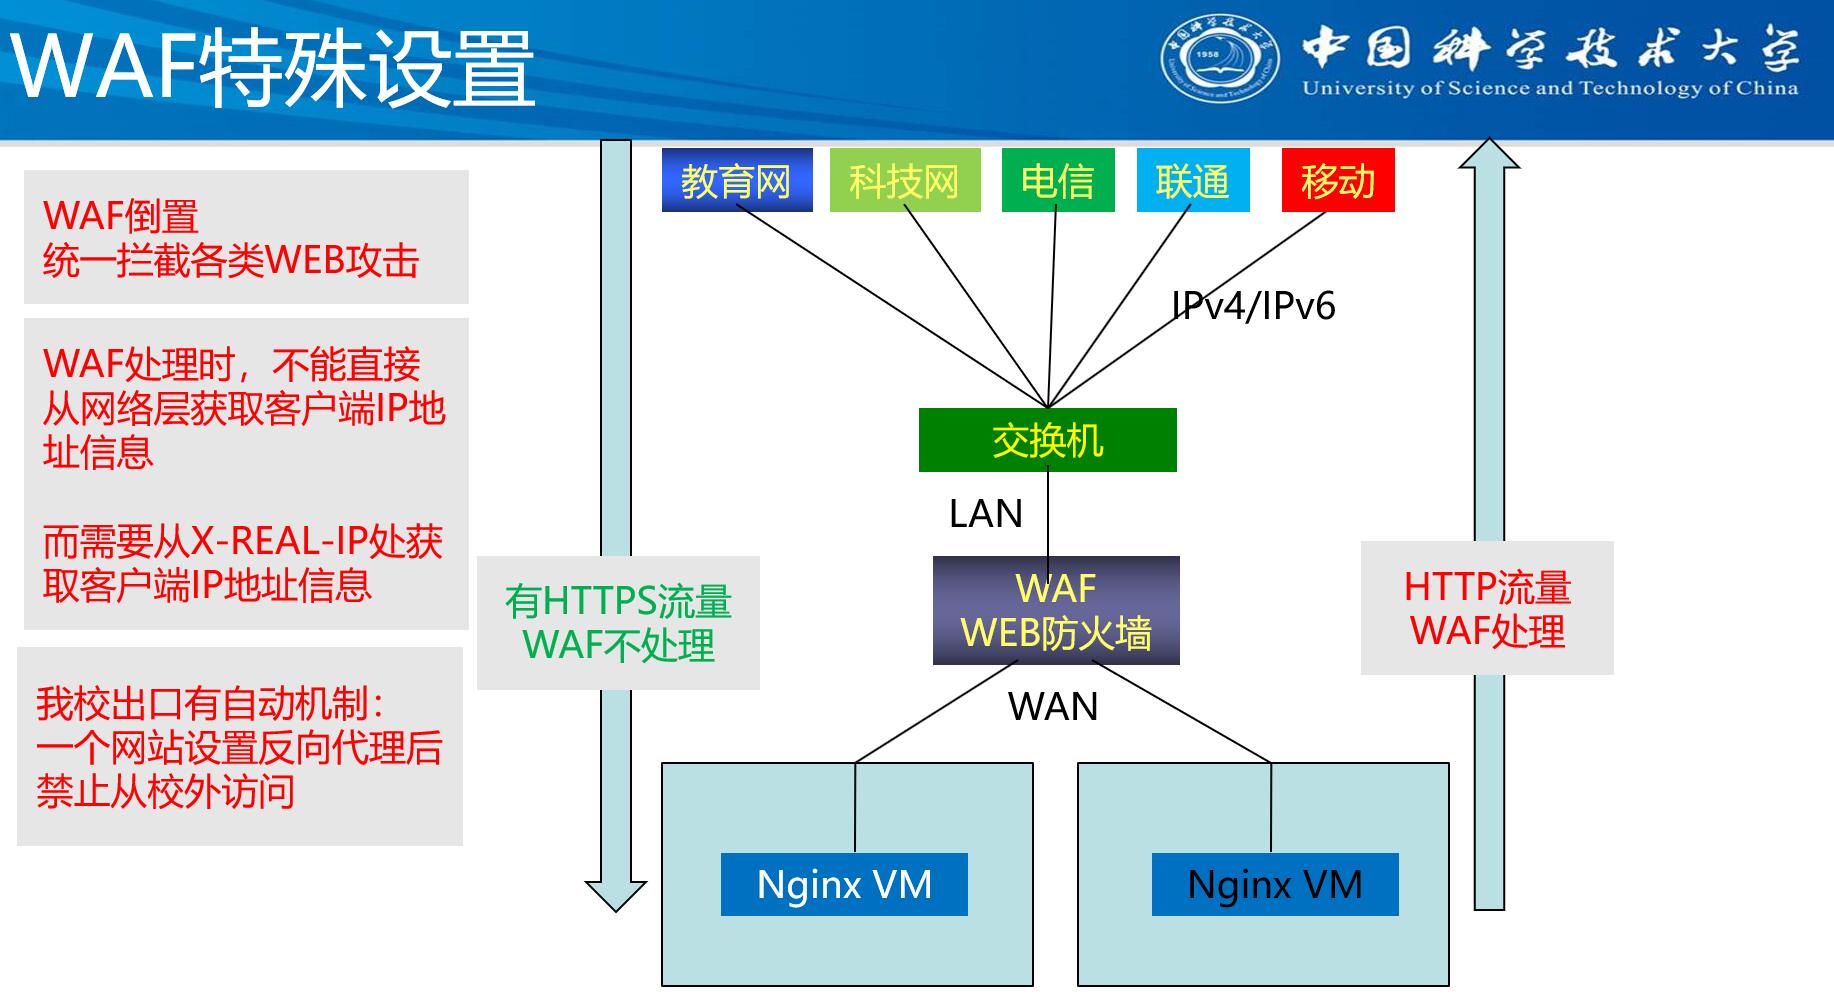 WAF特殊设置
1958
中国科学技术大学
University of Science and Technology of China
WAF倒置
统一拦截各类WEB攻击
WAF处理时，不能直接
从网络层获取客户端IP地
址信息
而需要从X-REAL-IP处获
取客户端IP地址信息
我校出口有自动机制：
一个网站设置反向代理后
禁止从校外访问
有HTTPS流量
WAF不处理
教育网
科技网
电信
联通
移动
IPv4/IPv6
交换机
LAN
WAF
WEB防火墙
WAN
Nginx VM
Nginx VM
HTTP流量
WAF处理